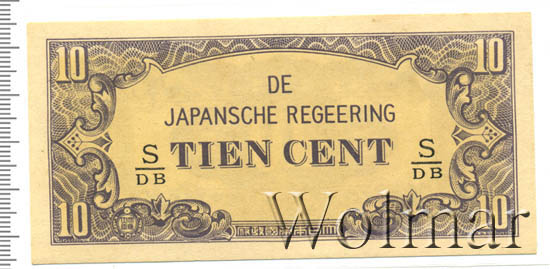 10 10
DE
JAPANSCHE REGEERING
S TIEN CENT S
DB DB
10 10
Wolmar